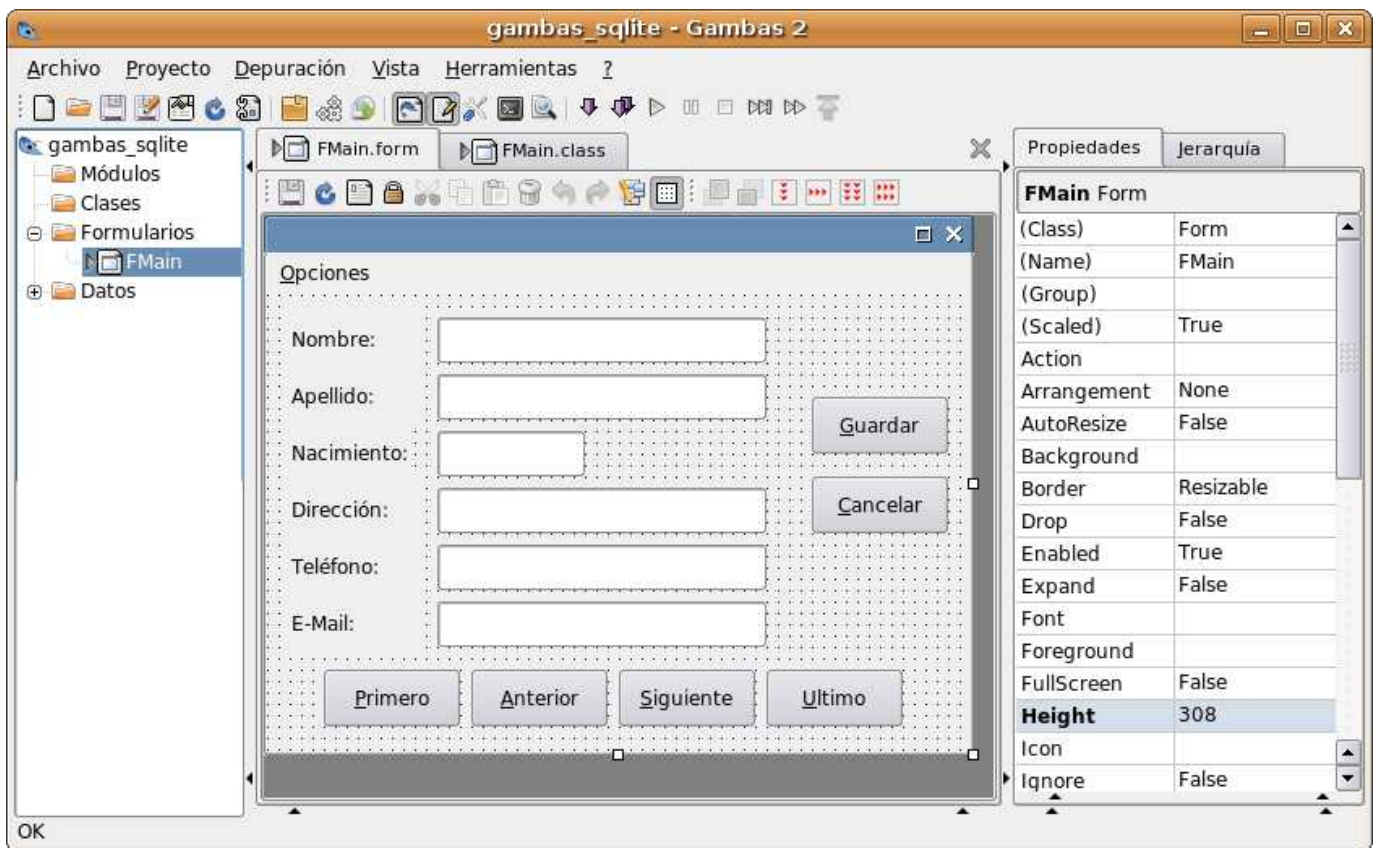 gambas_sqlite - Gambas 2
Archivo Proyecto Depuración Vista Herramientas ?
gambas_sqlite
Módulos
Clases
Formularios
FMain
Datos
FMain.form
FMain.class
Opciones
Nombre:
Apellido:
Nacimiento:
Dirección:
Teléfono:
E-Mail:
Guardar
Cancelar
Primero
Anterior
Siguiente
Ultimo
Propiedades
Jerarquía
FMain Form
(Class) Form
(Name) FMain
(Group)
(Scaled) True
Action
Arrangement None
AutoResize False
Background
Border Resizable
Drop False
Enabled True
Expand False
Font
Foreground
FullScreen False
Height 308
Icon
Ignore False
OK